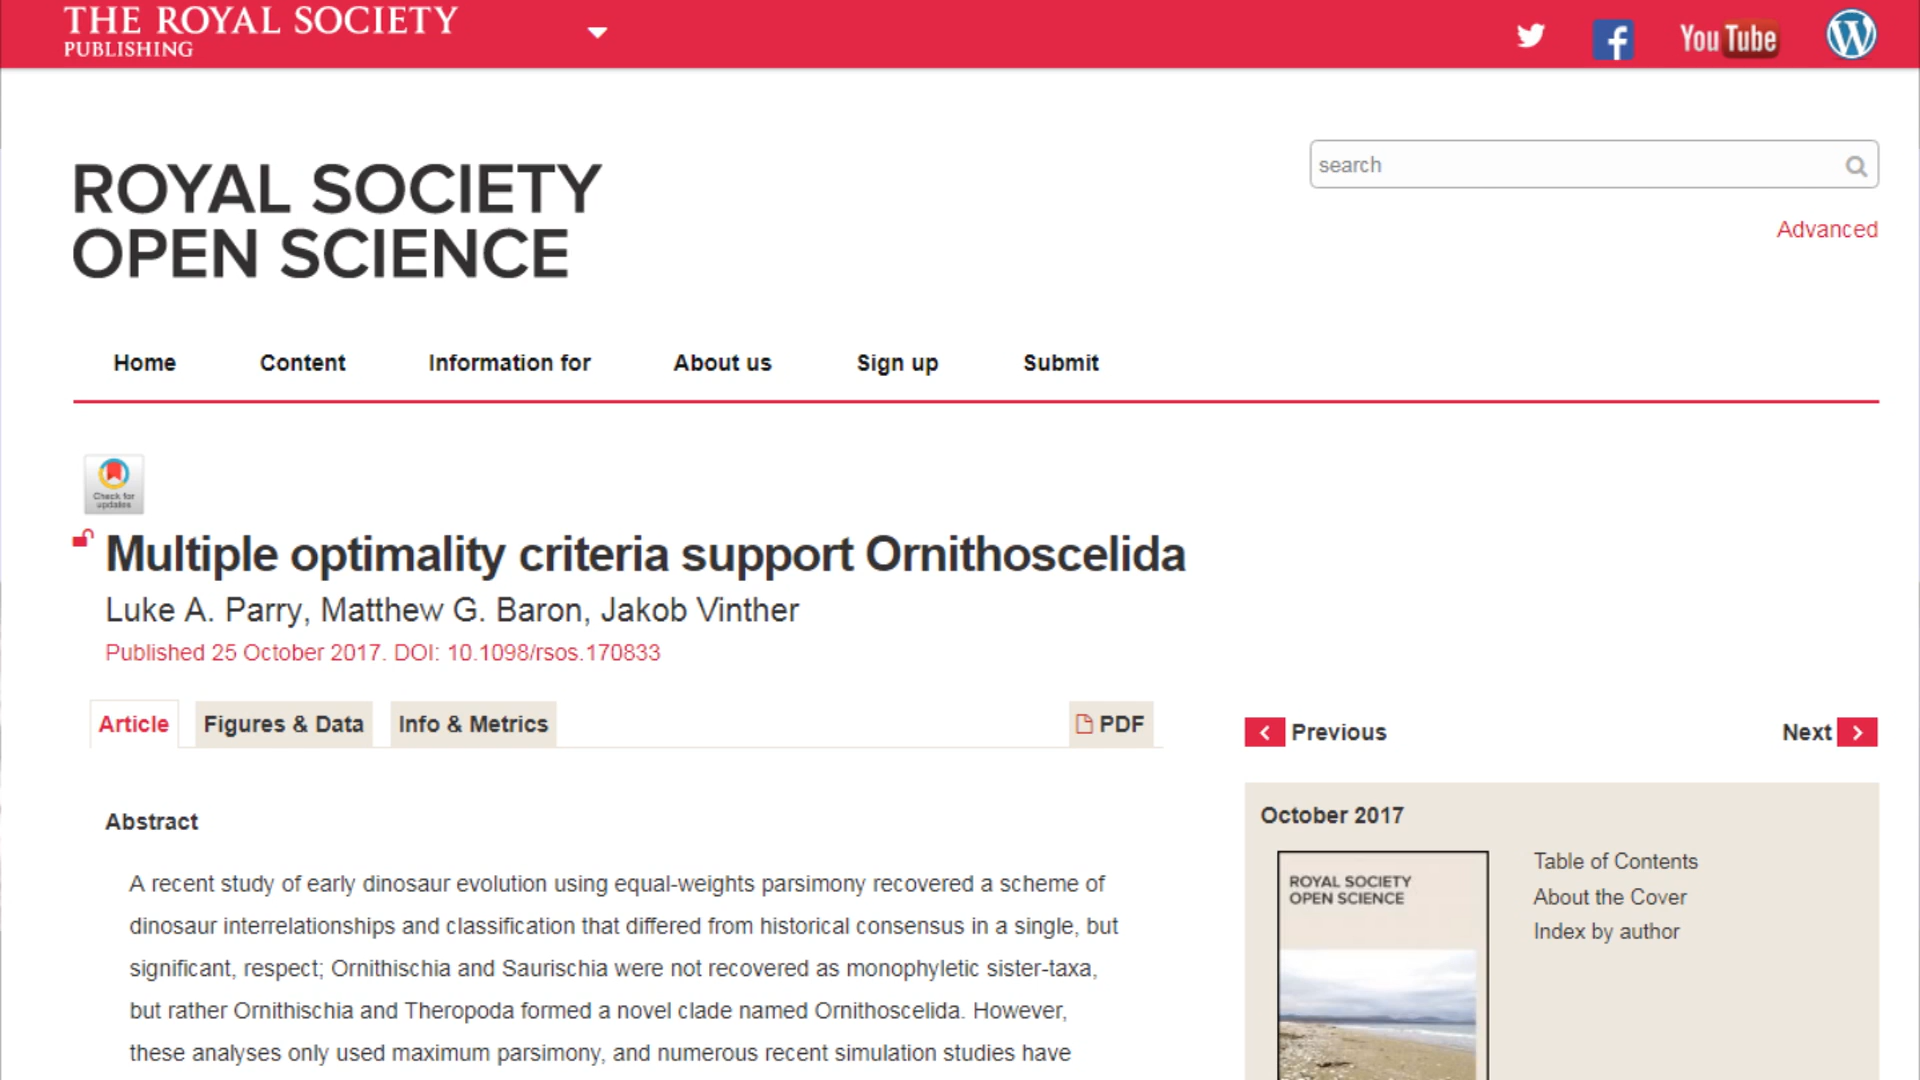 THE ROYAL SOCIETY
PUBLISHING
You Tube
ROYAL SOCIETY
OPEN SCIENCE
search
Advanced
Home Content Information for About us Sign up Submit
Check for
updates
Multiple optimality criteria support Ornithoscelida
Luke A. Parry, Matthew G. Baron, Jakob Vinther
Published 25 October 2017. DOI: 10.1098/rsos.170833
Article Figures & Data Info & Metrics PDF
Previous Next
Abstract
A recent study of early dinosaur evolution using equal-weights parsimony recovered a scheme of
dinosaur interrelationships and classification that differed from historical consensus in a single, but
significant, respect; Ornithischia and Saurischia were not recovered as monophyletic sister-taxa,
but rather Ornithischia and Theropoda formed a novel clade named Ornithoscelida. However,
these analyses only used maximum parsimony, and numerous recent simulation studies have
October 2017
ROYAL SOCIETY
OPEN SCIENCE
Table of Contents
About the Cover
Index by author